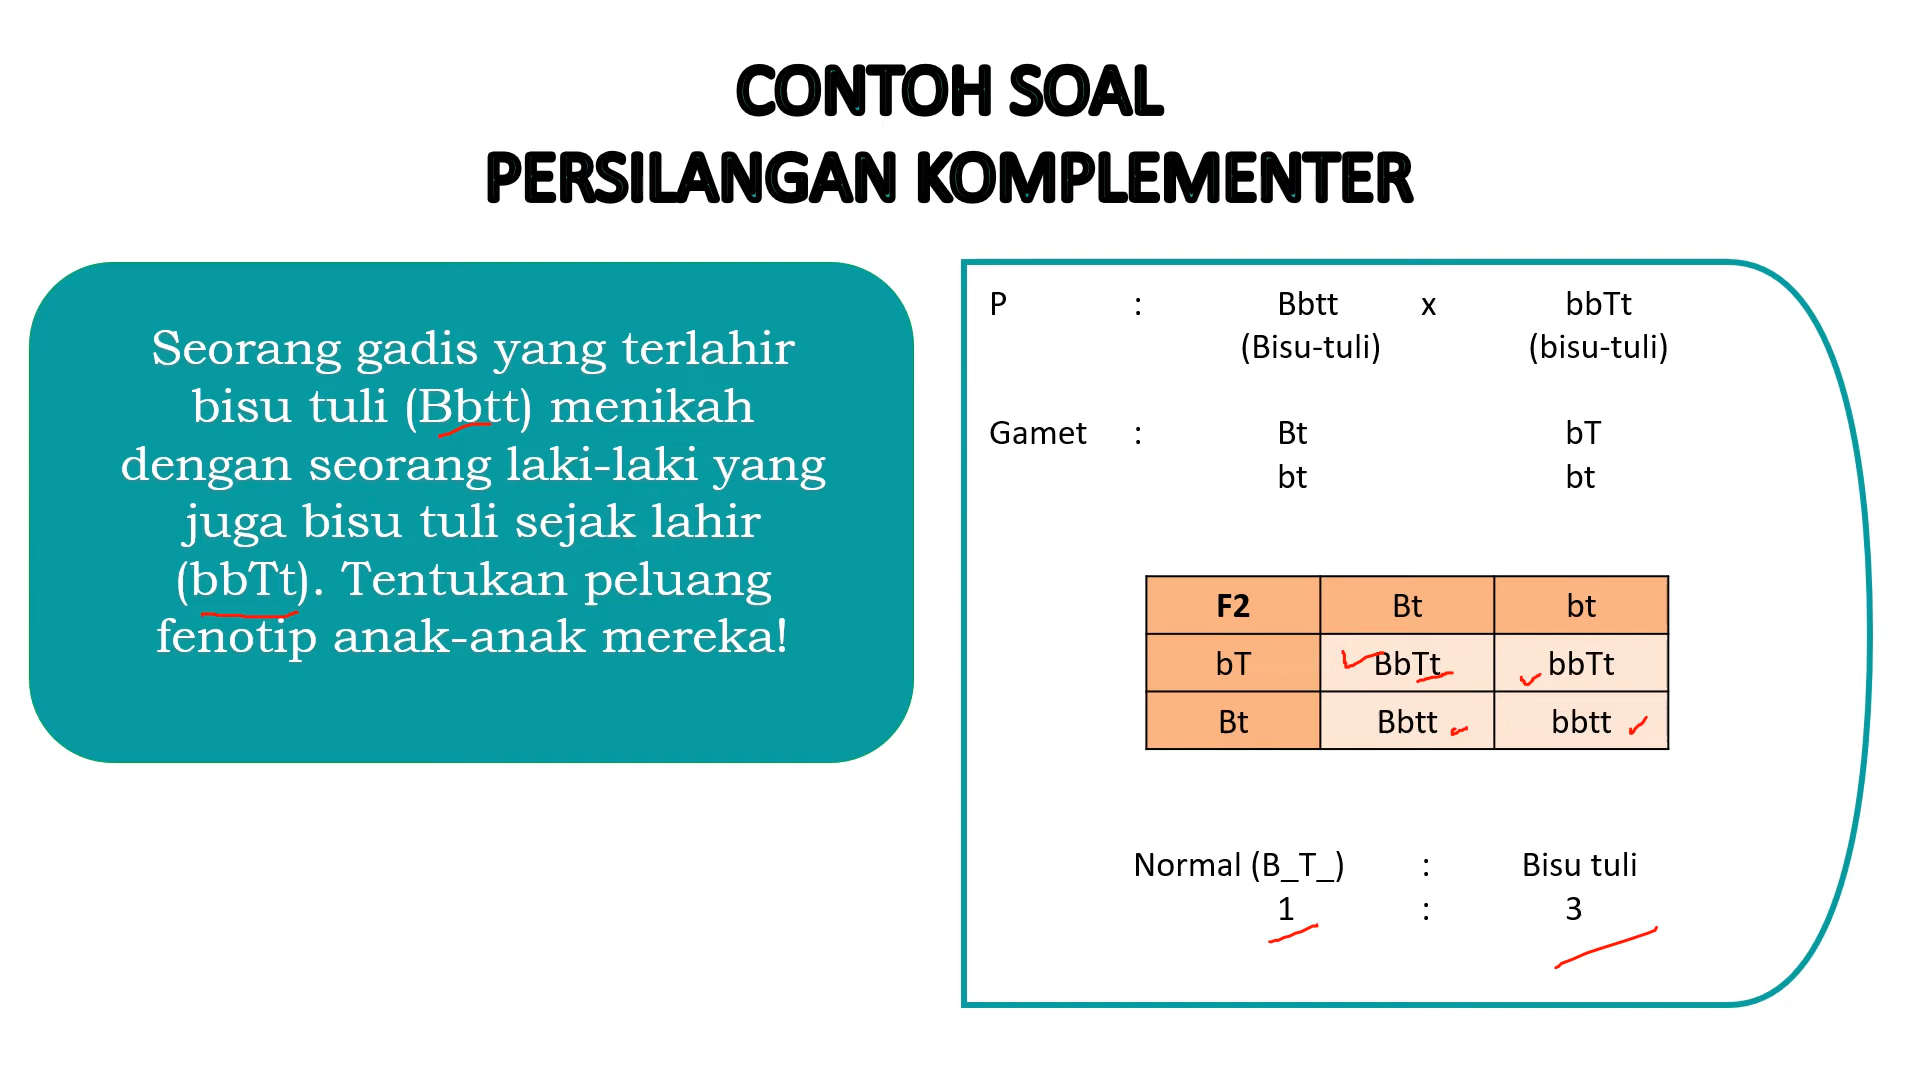 CONTOH SOAL
PERSILANGAN KOMPLEMENTER
Seorang gadis yang terlahir
bisu tuli (Bbtt) menikah
dengan seorang laki-laki yang
juga bisu tuli sejak lahir
(bbTt). Tentukan peluang
fenotip anak-anak mereka!
P : Bbtt x bbTt
(Bisu-tuli) (bisu-tuli)
Gamet : Bt bT
bt bt
F2 Bt bt
bT BbTt bbTt
Bt Bbtt bbtt
Normal (B_T_) : Bisu tuli
1 : 3